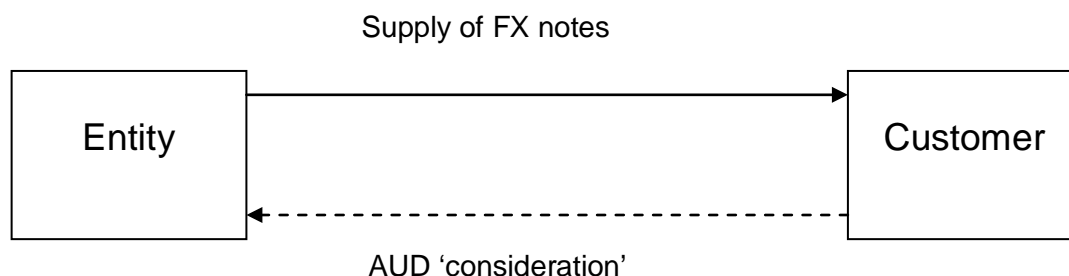 Supply of FX notes
Entity
Customer
AUD ‘consideration’